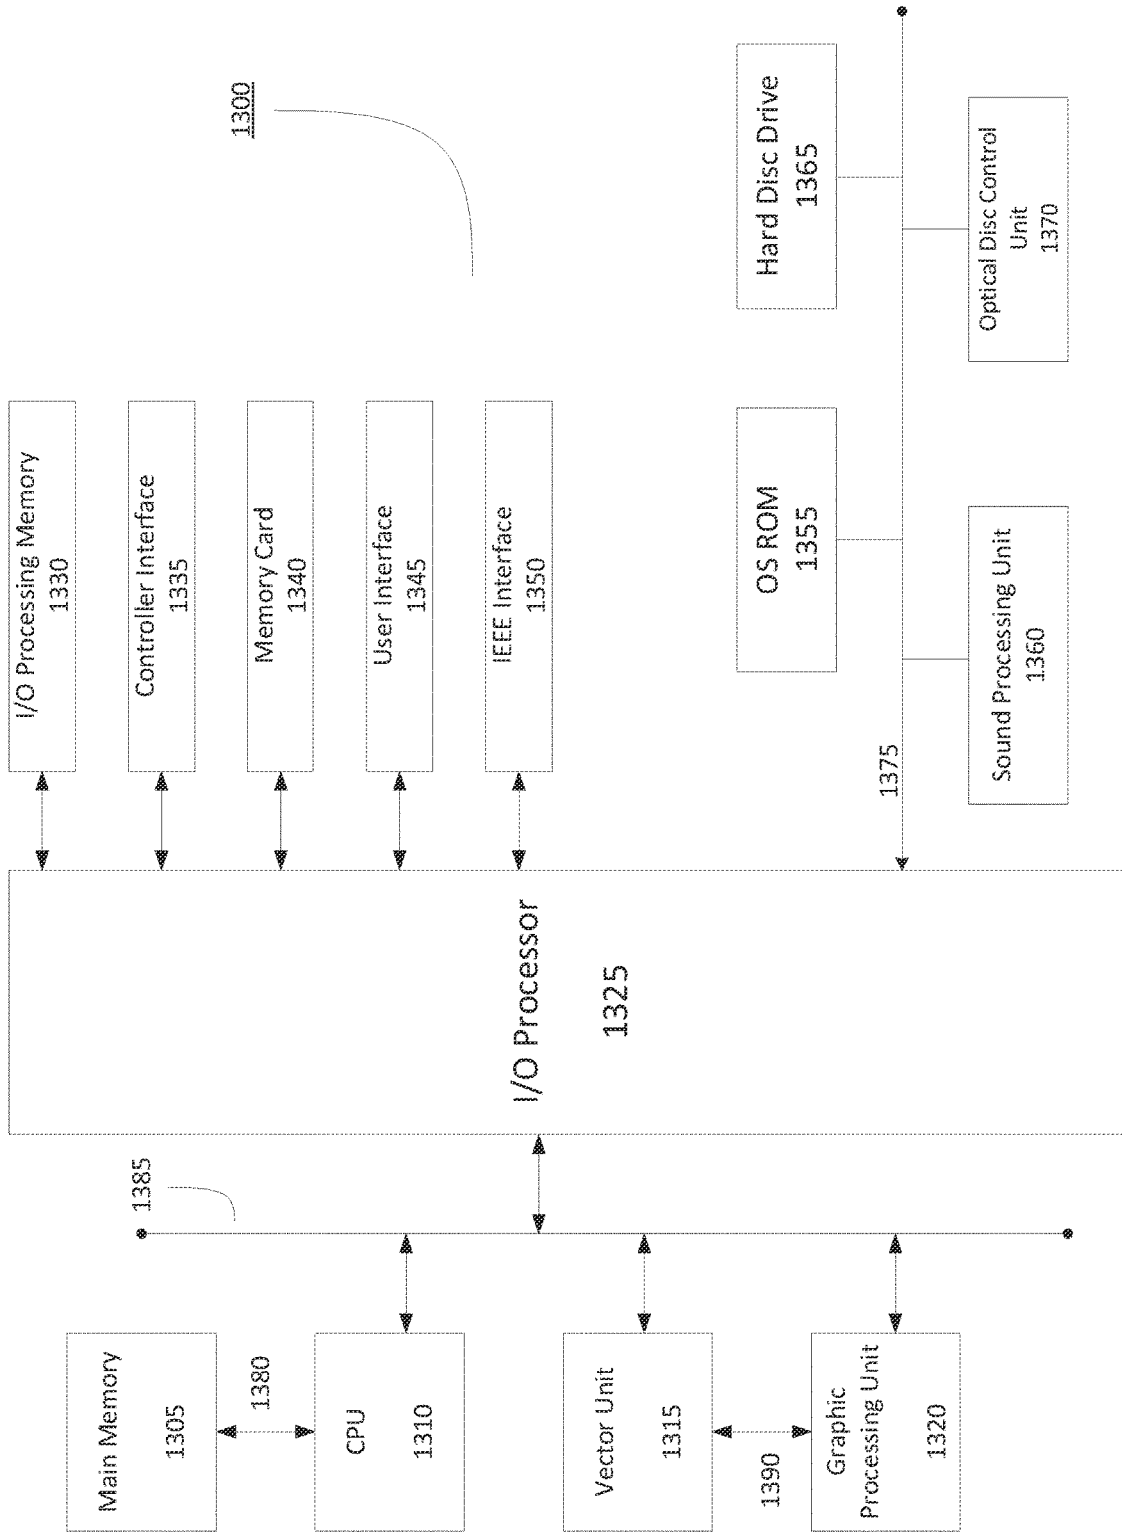 1300
Main Memory
1305
1380
CPU
1310
Vector Unit
1315
1390
Graphic
Processing Unit
1320
1385
I/O Processor
1325
I/O Processing Memory
1330
Controller Interface
1335
Memory Card
1340
User Interface
1345
IEEE Interface
1350
1375
OS ROM
1355
Sound Processing Unit
1360
Hard Disc Drive
1365
Optical Disc Control
Unit
1370